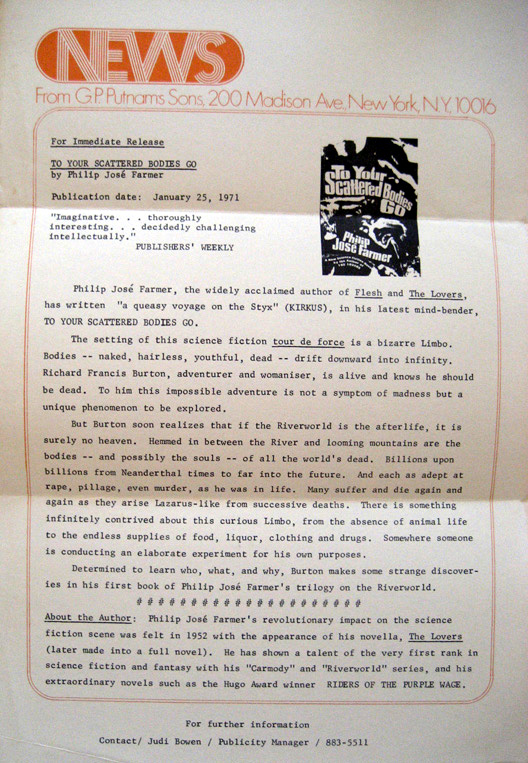 NEWS
From G.P. Putnam's Sons, 200 Madison Ave., New York, N.Y. 10016
For Immediate Release
TO YOUR SCATTERED BODIES GO
by Philip José Farmer
Publication date: January 25, 1971
"Imaginative. . . thoroughly
interesting. . . decidedly challenging
intellectually."
PUBLISHERS' WEEKLY
To Your
Scattered Bodies
Go
Philip
José Farmer
Philip José Farmer, the widely acclaimed author of Flesh and The Lovers,
has written "a queasy voyage on the Styx" (KIRKUS), in his latest mind-bender,
TO YOUR SCATTERED BODIES GO.
The setting of this science fiction tour de force is a bizarre Limbo.
Bodies -- naked, hairless, youthful, dead -- drift downward into infinity.
Richard Francis Burton, adventurer and womaniser, is alive and knows he should
be dead. To him this impossible adventure is not a symptom of madness but a
unique phenomenon to be explored.
But Burton soon realizes that if the Riverworld is the afterlife, it is
surely no heaven. Hemmed in between the River and looming mountains are the
bodies -- and possibly the souls -- of all the world's dead. Billions upon
billions from Neanderthal times to far into the future. And each as adept at
rape, pillage, even murder, as he was in life. Many suffer and die again and
again as they arise Lazarus-like from successive deaths. There is something
infinitely contrived about this curious Limbo, from the absence of animal life
to the endless supplies of food, liquor, clothing and drugs. Somewhere someone
is conducting an elaborate experiment for his own purposes.
Determined to learn who, what, and why, Burton makes some strange discover-
ies in his first book of Philip José Farmer's trilogy on the Riverworld.
# # # # # # # # # # # # # # # # # # # # #
About the Author: Philip José Farmer's revolutionary impact on the science
fiction scene was felt in 1952 with the appearance of his novella, The Lovers
(later made into a full novel). He has shown a talent of the very first rank in
science fiction and fantasy with his "Carmody" and "Riverworld" series, and his
extraordinary novels such as the Hugo Award winner RIDERS OF THE PURPLE WAGE.
For further information
Contact/ Judi Bowen / Publicity Manager / 883-5511